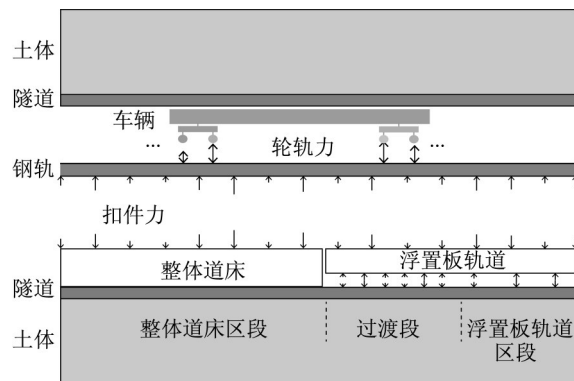 土体
隧道
车辆
...
轮轨力
...
钢轨
扣件力
整体道床
浮置板轨道
隧道
土体
整体道床区段
过渡段
浮置板轨道
区段